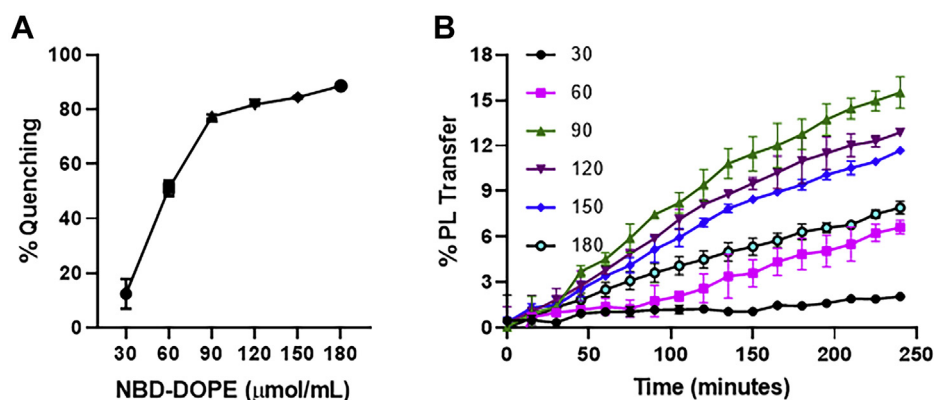 A
% Quenching
100
80
60
40
20
0
30 60 90 120 150 180
NBD-DOPE (μmol/mL)
B
% PL Transfer
18
15
12
9
6
3
0
30
60
90
120
150
180
0 50 100 150 200 250
Time (minutes)